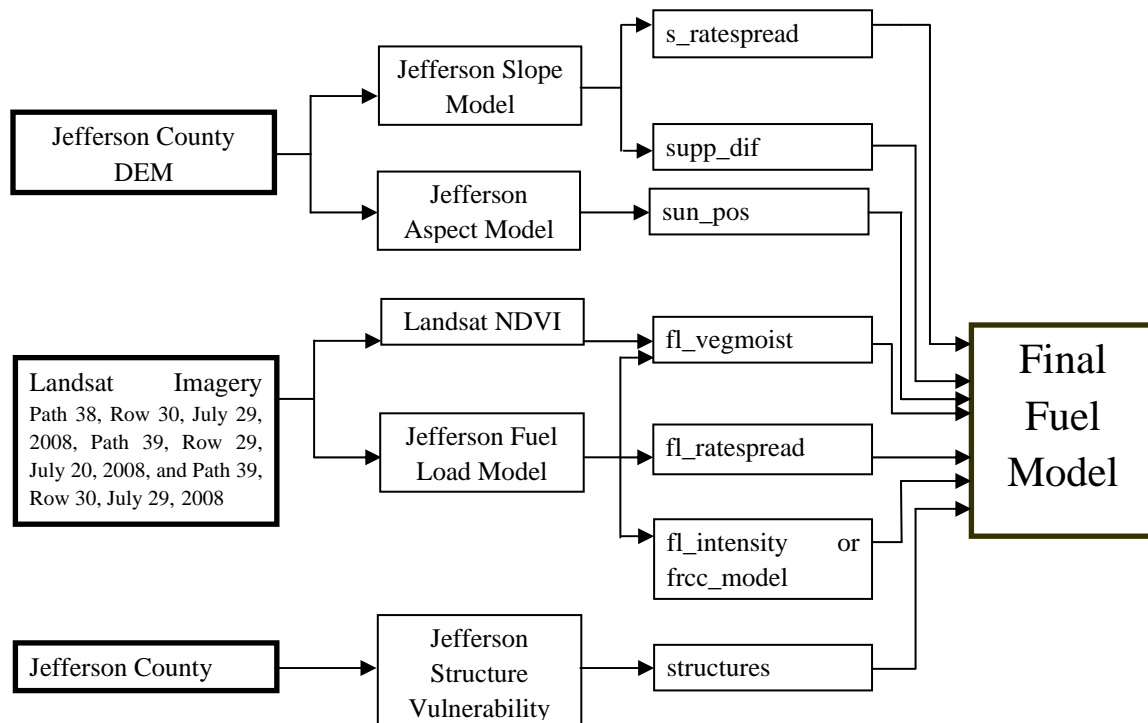 s_ratespread
Jefferson Slope
Model
Jefferson County
DEM
supp_dif
Jefferson
Aspect Model
sun_pos
Landsat NDVI
fl_vegmoist
Landsat Imagery
Path 38, Row 30, July 29,
2008, Path 39, Row 29,
July 20, 2008, and Path 39,
Row 30, July 29, 2008
Jefferson Fuel
Load Model
fl_ratespread
fl_intensity or
frcc_model
Final
Fuel
Model
Jefferson County
Jefferson
Structure
Vulnerability
structures